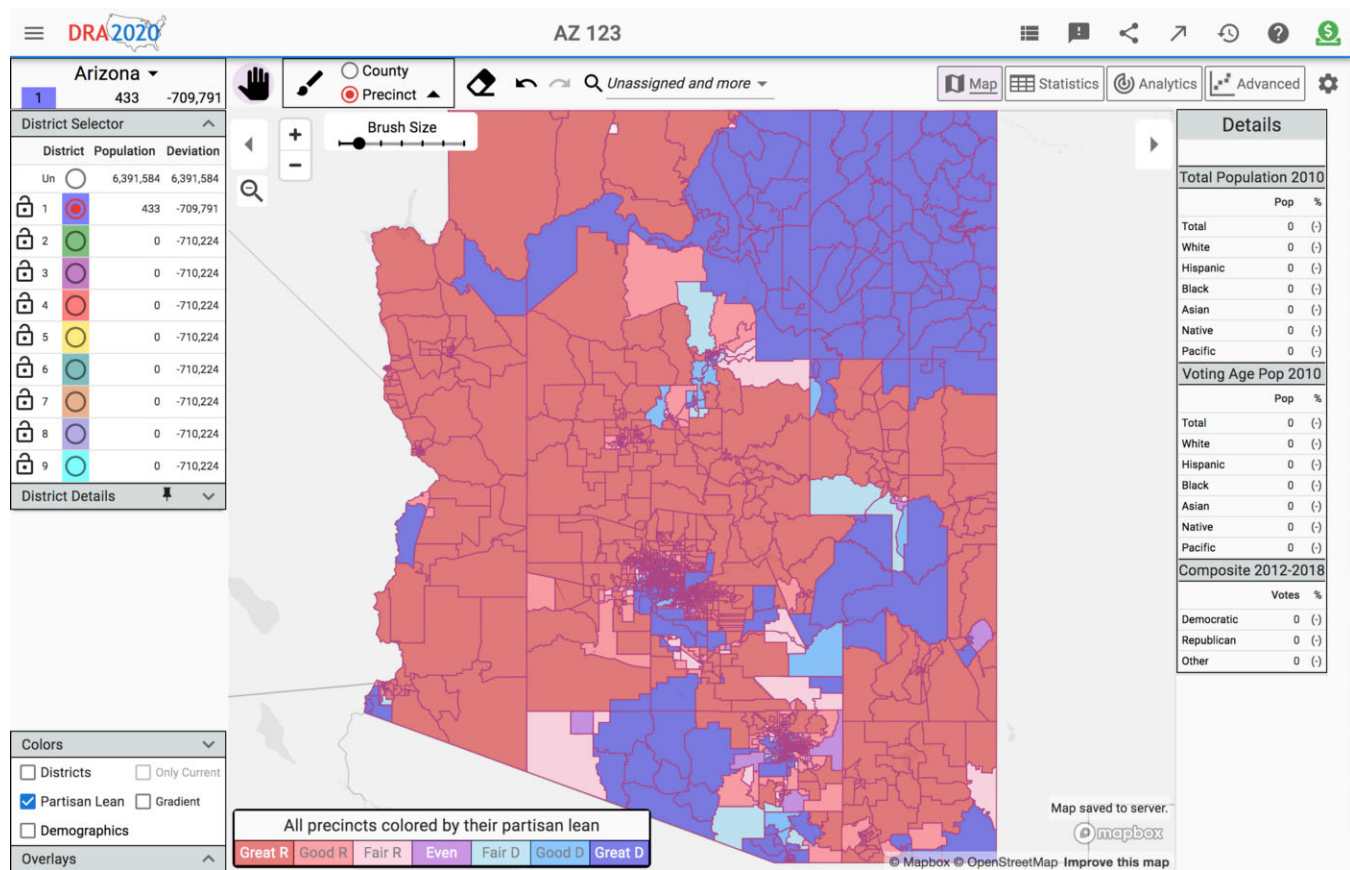 DRA2020
AZ 123
Arizona
1 433 -709,791
County
Precinct
Unassigned and more
Map
Statistics
Analytics
Advanced
District Selector
District Population Deviation
Un 6,391,584 6,391,584
1 433 -709,791
2 0 -710,224
3 0 -710,224
4 0 -710,224
5 0 -710,224
6 0 -710,224
7 0 -710,224
8 0 -710,224
9 0 -710,224
District Details
Brush Size
+
−
Details
Total Population 2010
Pop %
Total 0 (-)
White 0 (-)
Hispanic 0 (-)
Black 0 (-)
Asian 0 (-)
Native 0 (-)
Pacific 0 (-)
Voting Age Pop 2010
Pop %
Total 0 (-)
White 0 (-)
Hispanic 0 (-)
Black 0 (-)
Asian 0 (-)
Native 0 (-)
Pacific 0 (-)
Composite 2012-2018
Votes %
Democratic 0 (-)
Republican 0 (-)
Other 0 (-)
Colors
Districts Only Current
Partisan Lean Gradient
Demographics
Overlays
All precincts colored by their partisan lean
Great R Good R Fair R Even Fair D Good D Great D
Map saved to server.
mapbox
© Mapbox © OpenStreetMap Improve this map